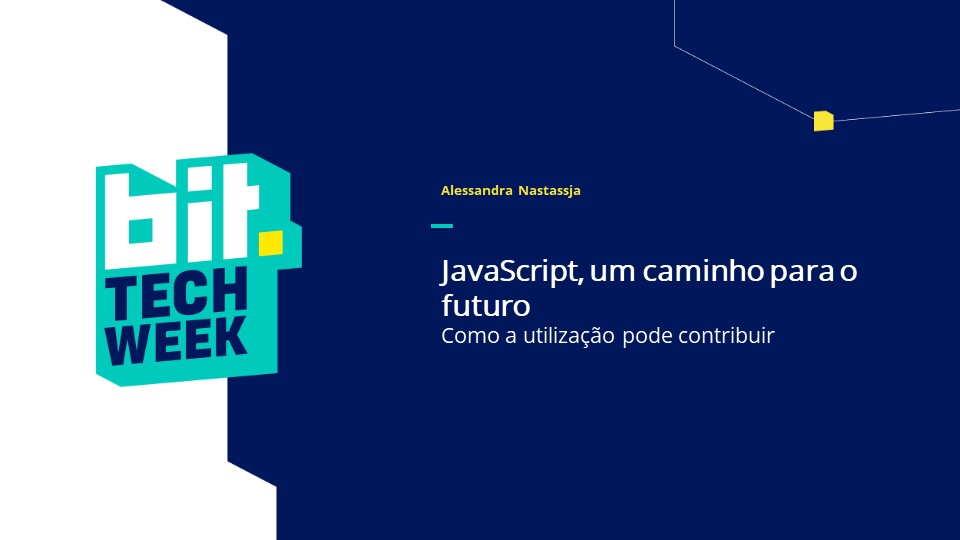 bit.
TECH
WEEK
Alessandra Nastassja
JavaScript, um caminho para o
futuro
Como a utilização pode contribuir